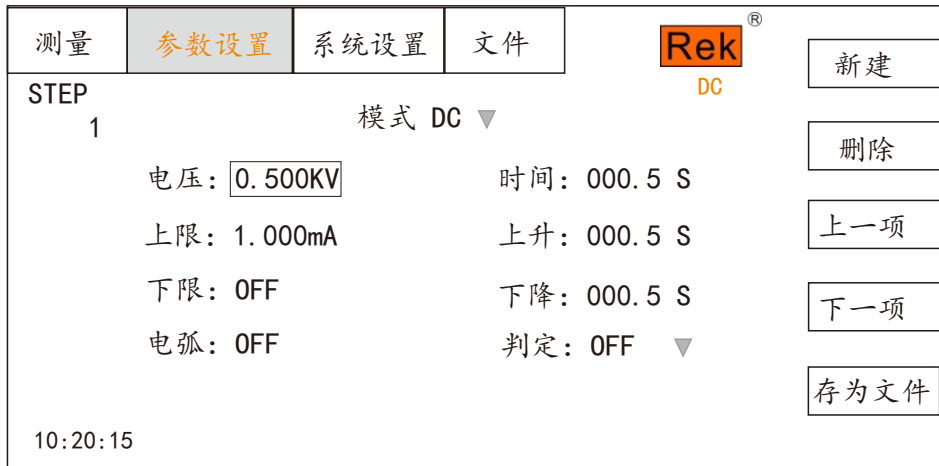 测量 参数设置 系统设置 文件 Rek ®
DC
STEP
1
模式 DC ▼
电压: 0.500KV 时间: 000.5 S
上限: 1.000mA 上升: 000.5 S
下限: OFF 下降: 000.5 S
电弧: OFF 判定: OFF ▼
10:20:15
新建
删除
上一项
下一项
存为文件